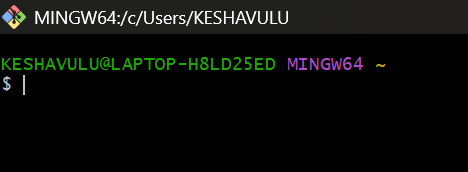 MINGW64:/c/Users/KESHAVULU
KESHAVULU@LAPTOP-H8LD25ED MINGW64 ~
$